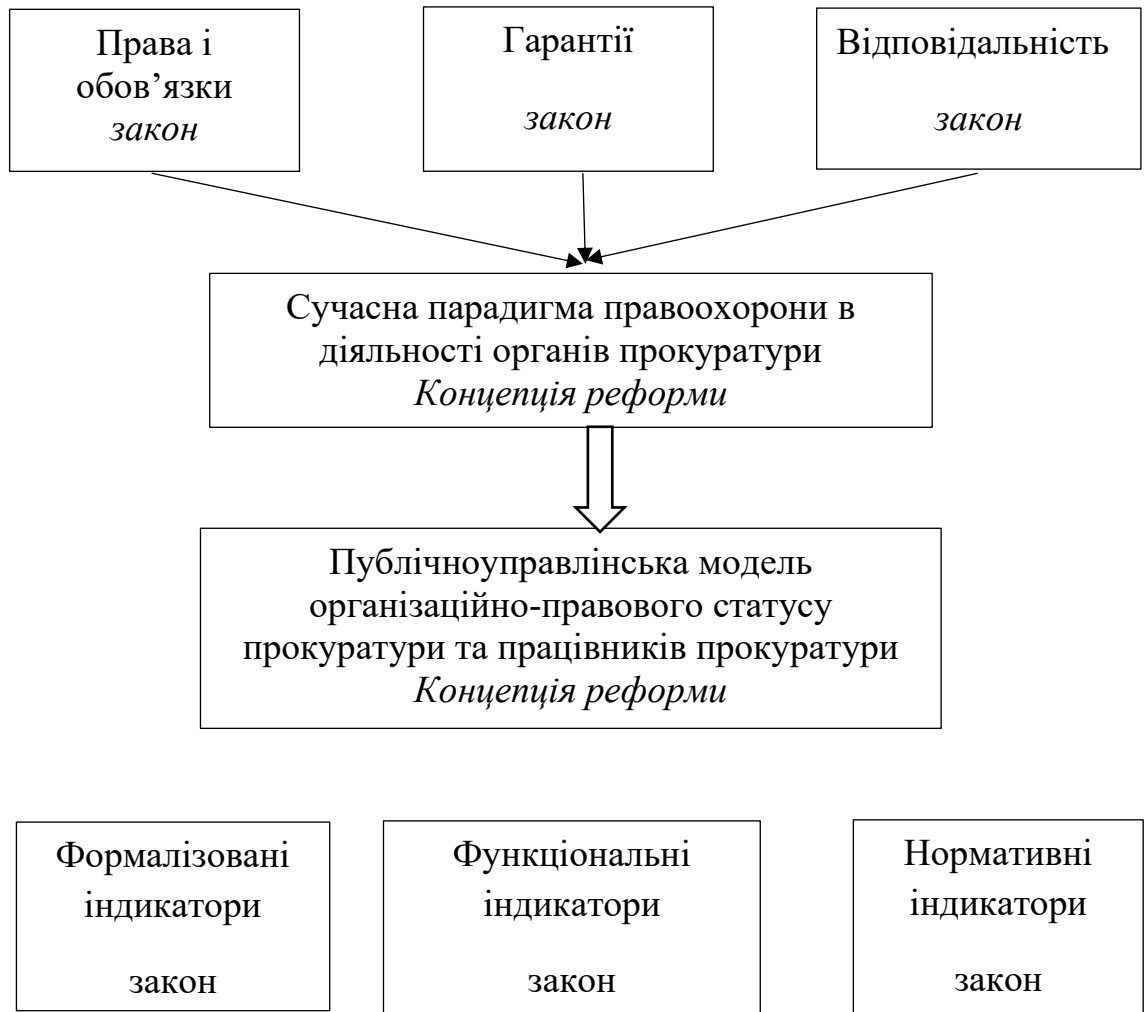 Права і
обов’язки
закон
Гарантії
закон
Відповідальність
закон
Сучасна парадигма правоохорони в
діяльності органів прокуратури
Концепція реформи
Публічноуправлінська модель
організаційно-правового статусу
прокуратури та працівників прокуратури
Концепція реформи
Формалізовані
індикатори
закон
Функціональні
індикатори
закон
Нормативні
індикатори
закон